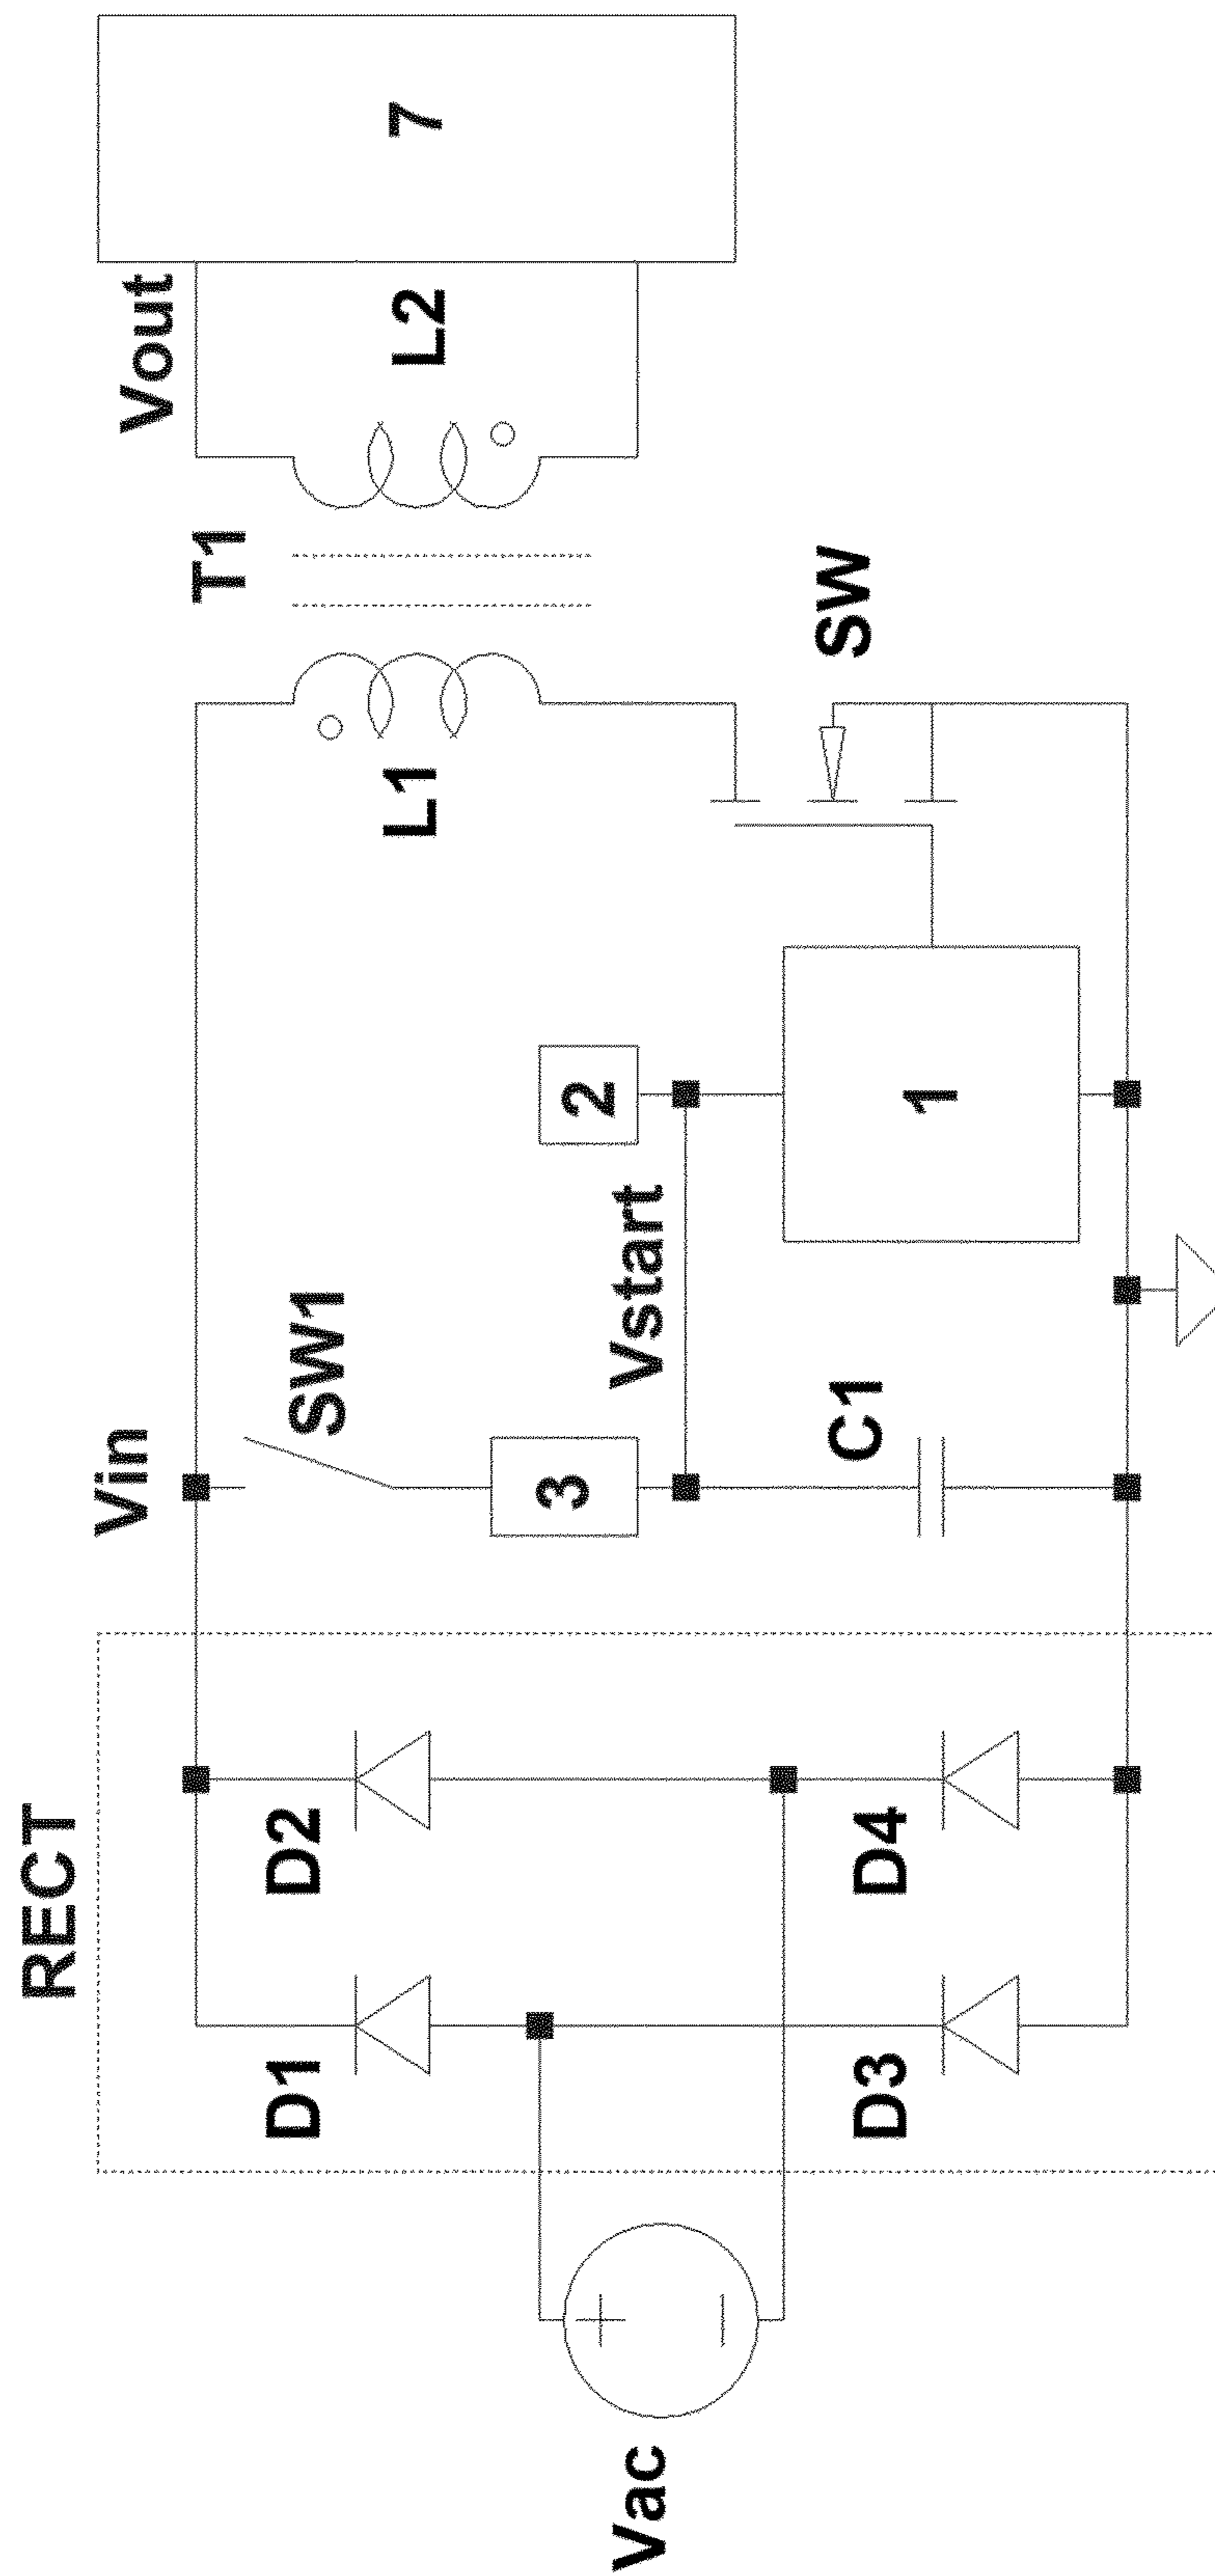 RECT
Vin
T1
Vout
D1
D2
SW1
L1
L2
7
3
2
Vac
+
−
Vstart
D3
D4
C1
1
SW